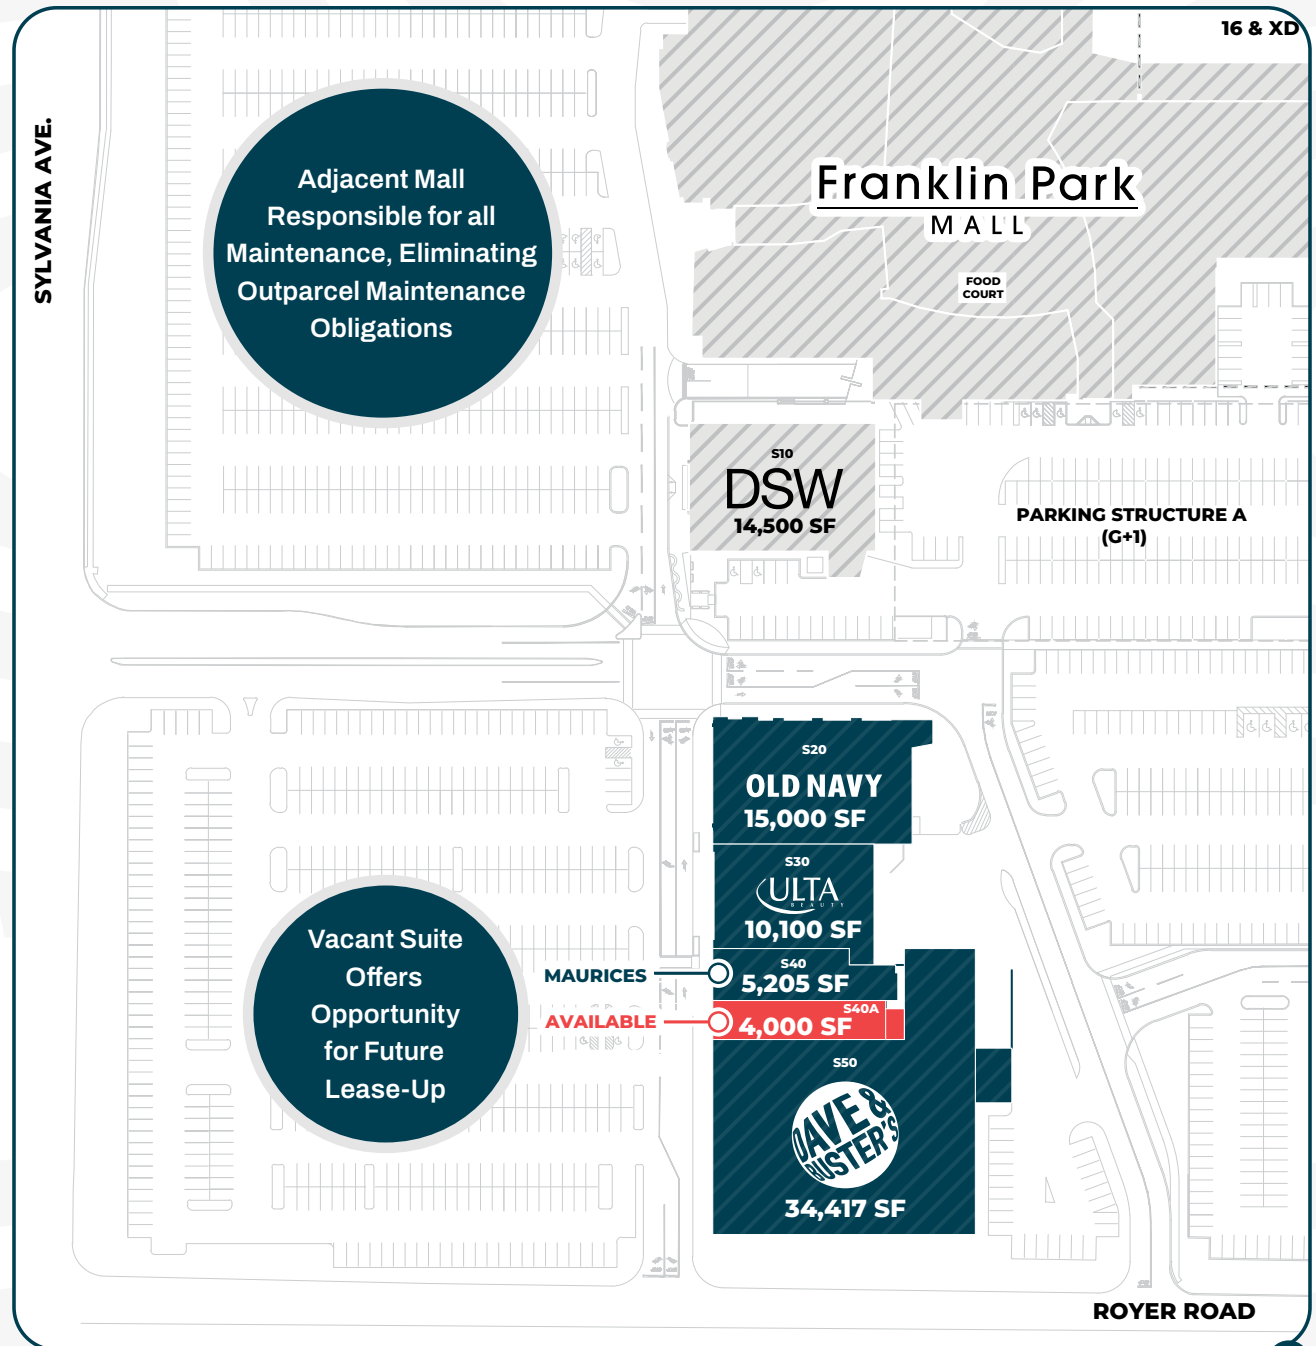 16 & XD
SYLVANIA AVE.
Adjacent Mall
Responsible for all
Maintenance, Eliminating
Outparcel Maintenance
Obligations
Franklin Park
MALL
FOOD
COURT
S10
DSW
14,500 SF
PARKING STRUCTURE A
(G+1)
S20
OLD NAVY
15,000 SF
S30
ULTA
BEAUTY
10,100 SF
Vacant Suite
Offers
Opportunity
for Future
Lease-Up
MAURICES
S40
5,205 SF
AVAILABLE
S40A
4,000 SF
S50
DAVE &
BUSTER'S
34,417 SF
ROYER ROAD